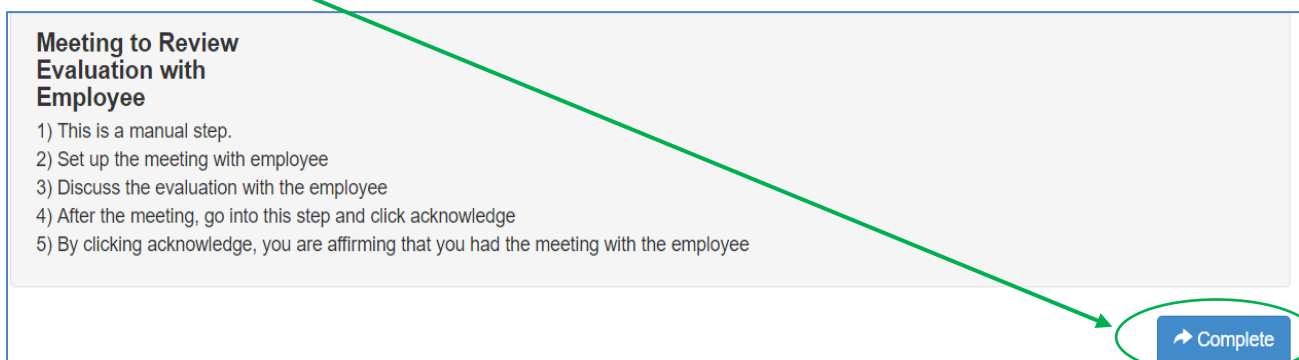 Meeting to Review
Evaluation with
Employee
1) This is a manual step.
2) Set up the meeting with employee
3) Discuss the evaluation with the employee
4) After the meeting, go into this step and click acknowledge
5) By clicking acknowledge, you are affirming that you had the meeting with the employee
Complete